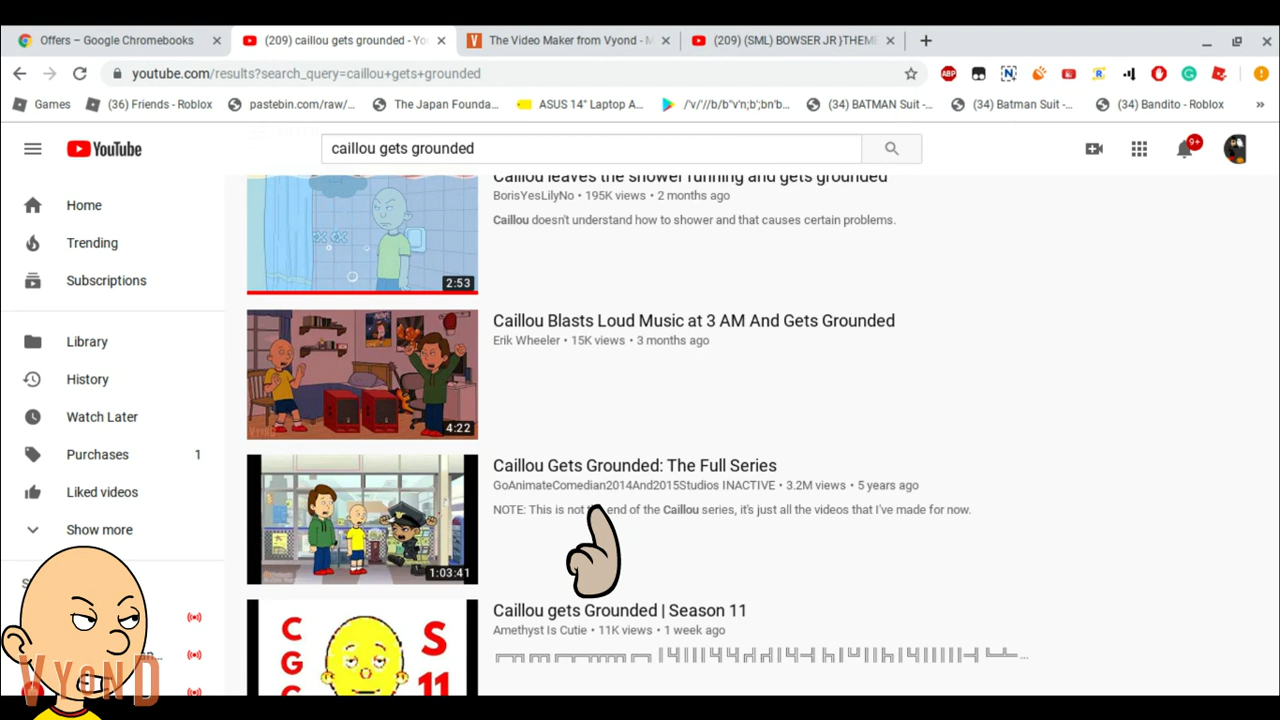 Offers – Google Chromebooks
(209) caillou gets grounded - Yo
The Video Maker from Vyond - M
(209) (SML) BOWSER JR }THEME
youtube.com/results?search_query=caillou+gets+grounded
Games
(36) Friends - Roblox
pastebin.com/raw/...
The Japan Founda...
ASUS 14" Laptop A...
/'v/'//b/b"v'n;'b';bn'b...
(34) BATMAN Suit -...
(34) Batman Suit -...
(34) Bandito - Roblox
»
YouTube
caillou gets grounded
9+
Home
Trending
Subscriptions
Library
History
Watch Later
Purchases 1
Liked videos
Show more
Caillou leaves the shower running and gets grounded
BorisYesLilyNo • 195K views • 2 months ago
Caillou doesn't understand how to shower and that causes certain problems.
2:53
Caillou Blasts Loud Music at 3 AM And Gets Grounded
Erik Wheeler • 15K views • 3 months ago
4:22
Caillou Gets Grounded: The Full Series
GoAnimateComedian2014And2015Studios INACTIVE • 3.2M views • 5 years ago
NOTE: This is not end of the Caillou series, it's just all the videos that I've made for now.
1:03:41
Caillou gets Grounded | Season 11
Amethyst Is Cutie • 11K views • 1 week ago
C S
G 11
VYOND